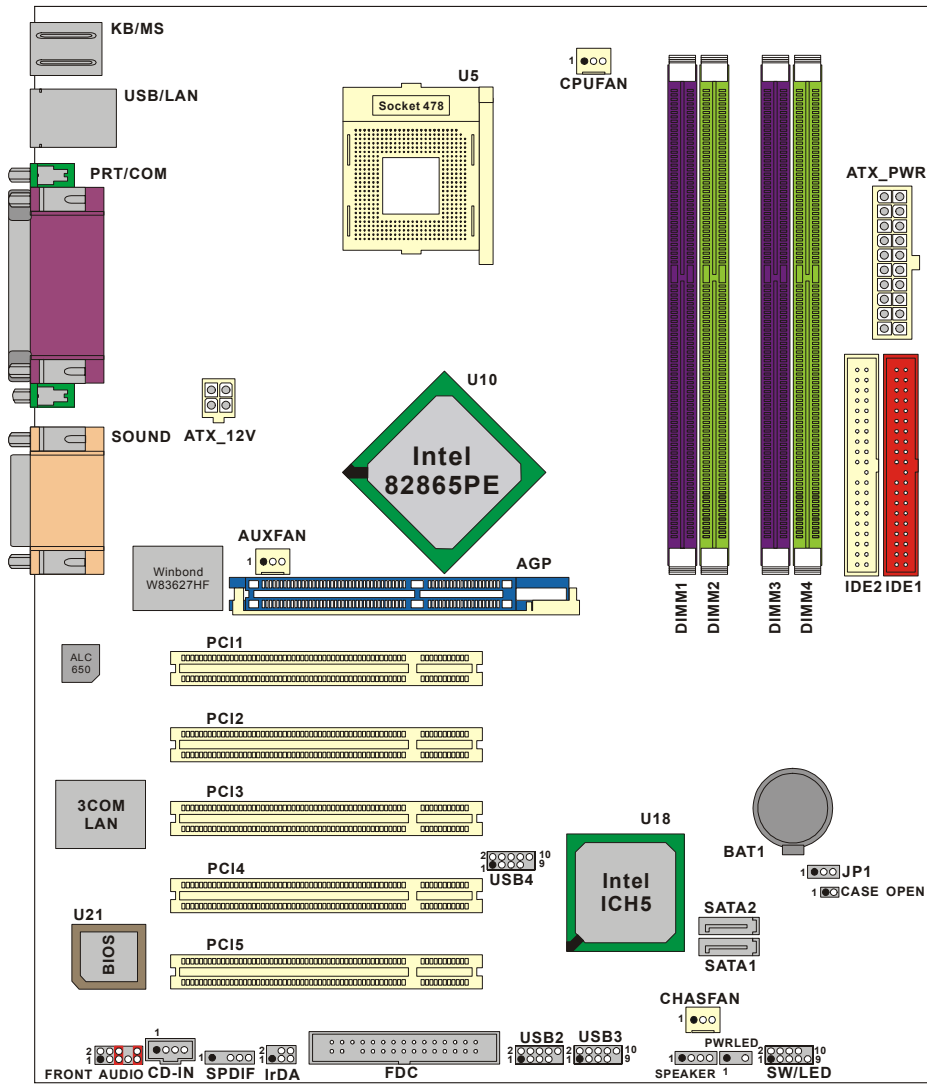 KB/MS
USB/LAN
PRT/COM
SOUND
U5
Socket 478
1
CPUFAN
ATX_PWR
ATX_12V
U10
Intel
82865PE
AUXFAN
1
Winbond
W83627HF
AGP
DIMM1
DIMM2
DIMM3
DIMM4
IDE2
IDE1
ALC
650
PCI1
PCI2
PCI3
PCI4
PCI5
3COM
LAN
U21
BIOS
2 10
1 9
USB4
U18
Intel
ICH5
BAT1
1 JP1
1 CASE OPEN
SATA2
SATA1
CHASFAN
1
2
1
FRONT AUDIO
1
CD-IN
1
SPDIF
2
1
IrDA
FDC
USB2
2 10
1 9
USB3
2 10
1 9
1
SPEAKER
PWRLED
1
2 10
1 9
SW/LED